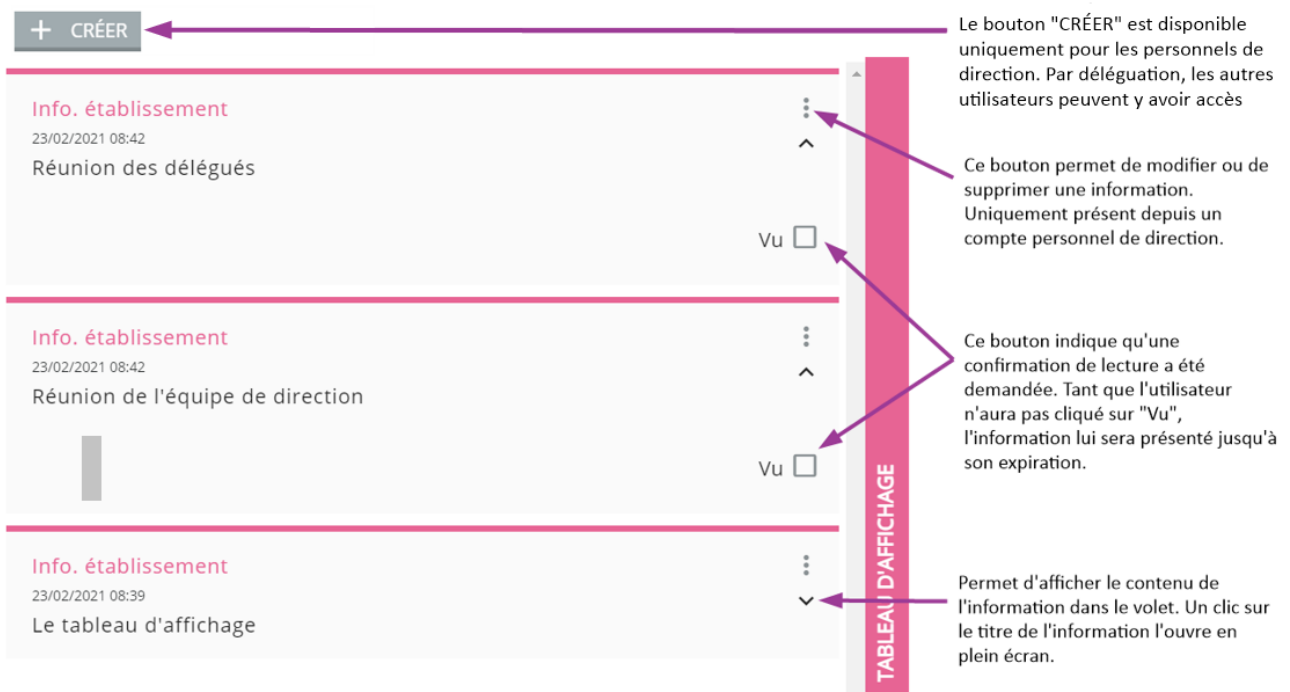 + CRÉER
Info. établissement
23/02/2021 08:42
Réunion des délégués
Vu
Info. établissement
23/02/2021 08:42
Réunion de l'équipe de direction
Vu
Info. établissement
23/02/2021 08:39
Le tableau d'affichage
TABLEAU D'AFFICHAGE
Le bouton "CRÉER" est disponible
uniquement pour les personnels de
direction. Par déléguation, les autres
utilisateurs peuvent y avoir accès
Ce bouton permet de modifier ou de
supprimer une information.
Uniquement présent depuis un
compte personnel de direction.
Ce bouton indique qu'une
confirmation de lecture a été
demandée. Tant que l'utilisateur
n'aura pas cliqué sur "Vu",
l'information lui sera présenté jusqu'à
son expiration.
Permet d'afficher le contenu de
l'information dans le volet. Un clic sur
le titre de l'information l'ouvre en
plein écran.